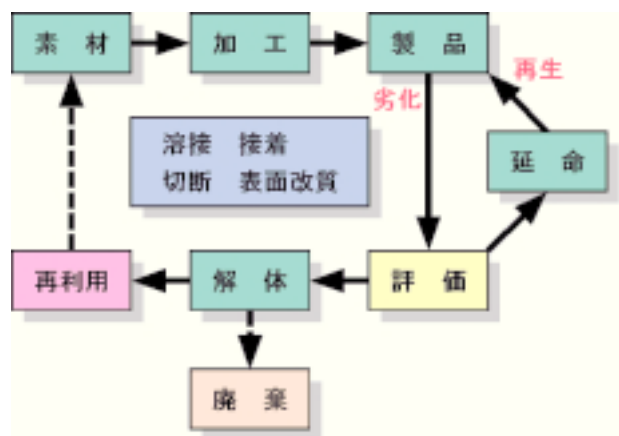 素材
加工
製品
再生
劣化
溶接 接着
切断 表面改質
延命
再利用
解体
評価
廃棄